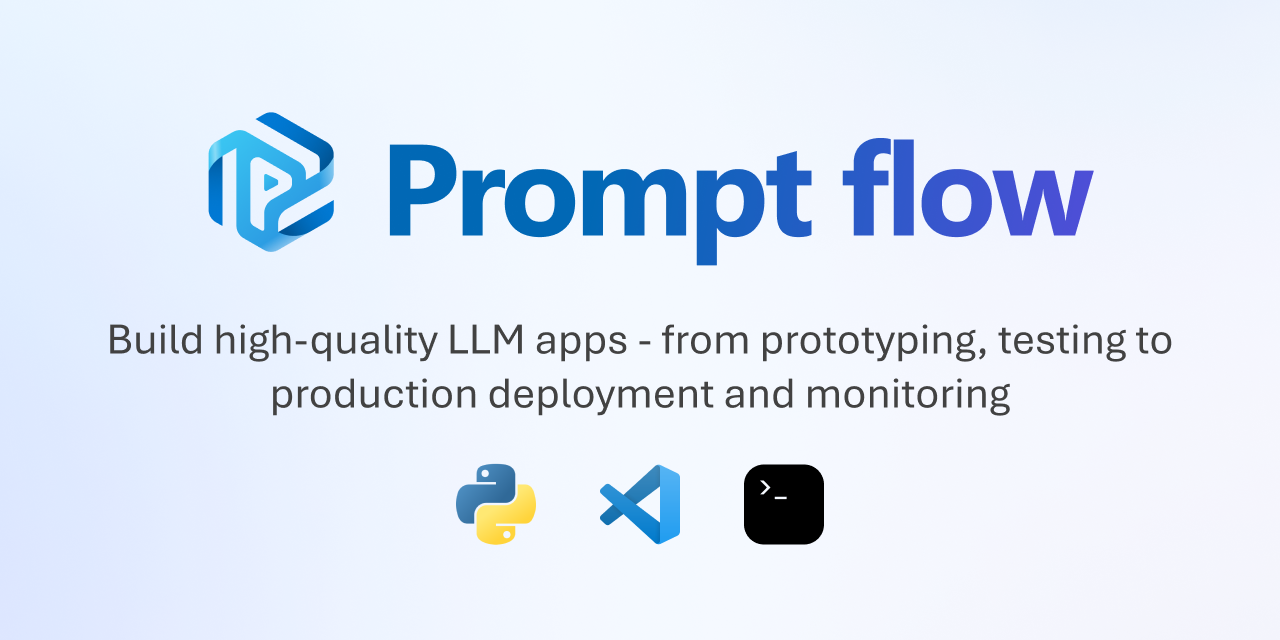 Prompt flow
Build high-quality LLM apps - from prototyping, testing to
production deployment and monitoring